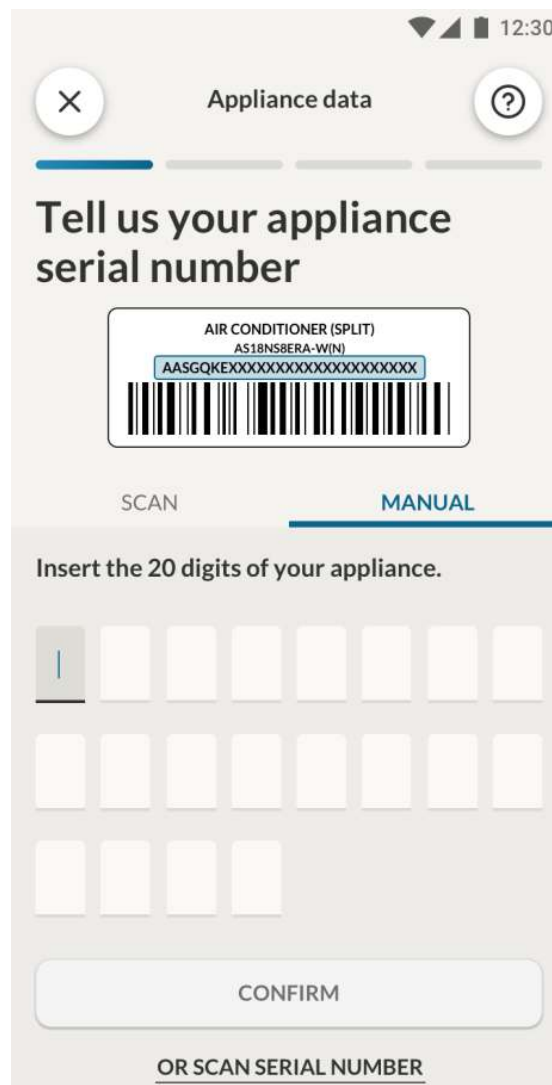 12:30
Appliance data
Tell us your appliance
serial number
AIR CONDITIONER (SPLIT)
AS18NS8ERA-W(N)
AASGQKEXXXXXXXXXXXXXXXXXXXX
SCAN
MANUAL
Insert the 20 digits of your appliance.
CONFIRM
OR SCAN SERIAL NUMBER